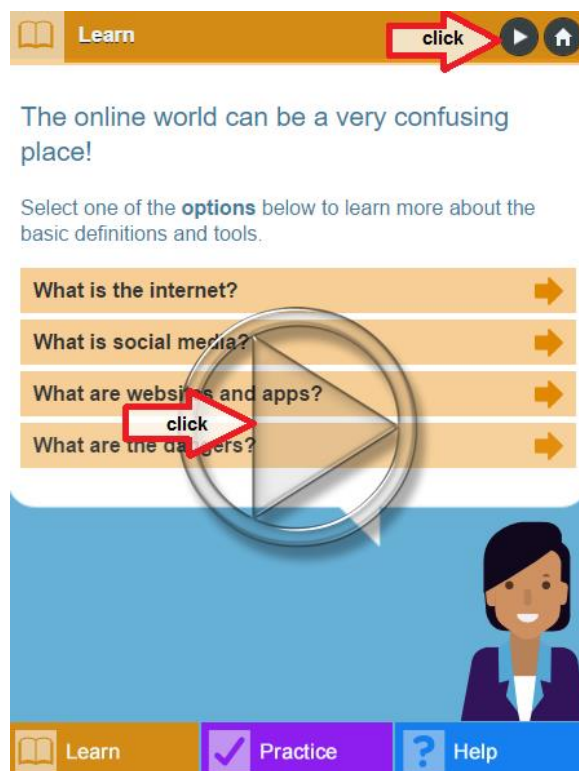 Learn
click
The online world can be a very confusing
place!
Select one of the options below to learn more about the
basic definitions and tools.
What is the internet?
What is social media?
What are websites and apps?
click
What are the dangers?
Learn
Practice
Help